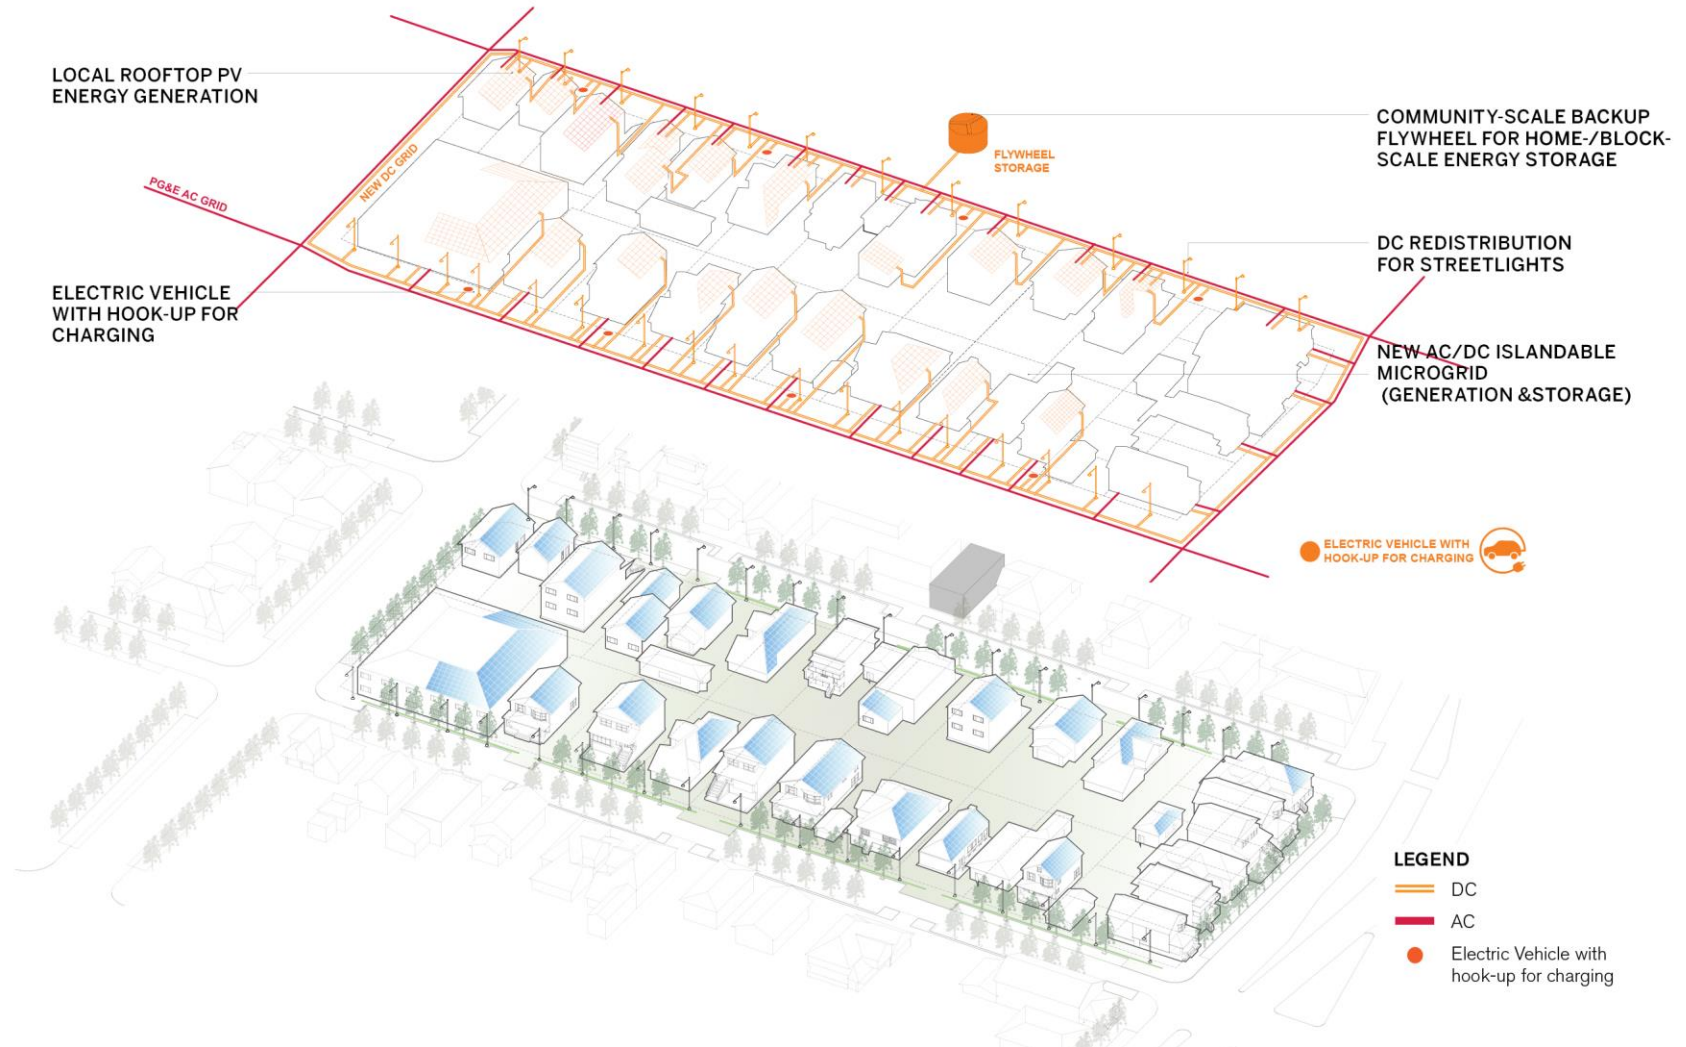 LOCAL ROOFTOP PV
ENERGY GENERATION
COMMUNITY-SCALE BACKUP
FLYWHEEL FOR HOME-/BLOCK-
SCALE ENERGY STORAGE
FLYWHEEL
STORAGE
NEW DC GRID
PG&E AC GRID
DC REDISTRIBUTION
FOR STREETLIGHTS
ELECTRIC VEHICLE
WITH HOOK-UP FOR
CHARGING
NEW AC/DC ISLANDABLE
MICROGRID
(GENERATION &STORAGE)
ELECTRIC VEHICLE WITH
HOOK-UP FOR CHARGING
LEGEND
DC
AC
Electric Vehicle with
hook-up for charging